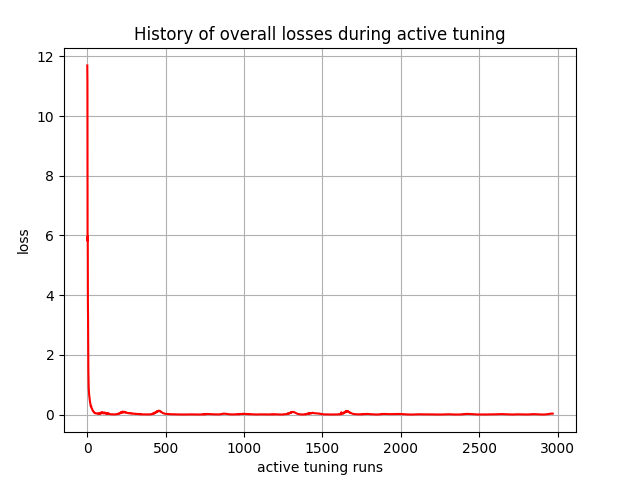 History of overall losses during active tuning
12
10
8
6
4
2
0
loss
0 500 1000 1500 2000 2500 3000
active tuning runs